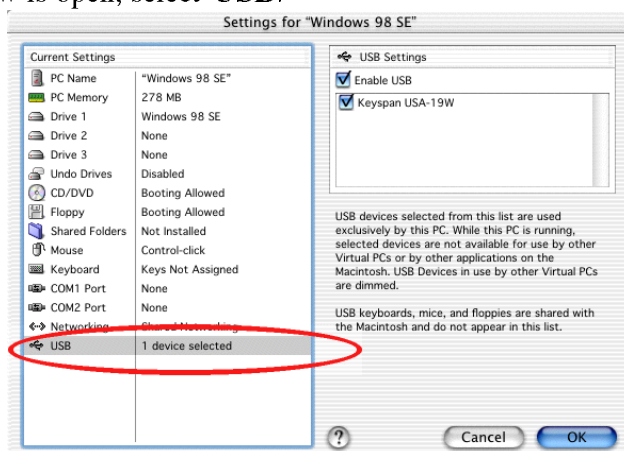 w is open, select USB.
Settings for "Windows 98 SE"
Current Settings
PC Name "Windows 98 SE"
PC Memory 278 MB
Drive 1 Windows 98 SE
Drive 2 None
Drive 3 None
Undo Drives Disabled
CD/DVD Booting Allowed
Floppy Booting Allowed
Shared Folders Not Installed
Mouse Control-click
Keyboard Keys Not Assigned
COM1 Port None
COM2 Port None
Networking Shared Networking
USB 1 device selected
USB Settings
Enable USB
Keyspan USA-19W
USB devices selected from this list are used
exclusively by this PC. While this PC is running,
selected devices are not available for use by other
Virtual PCs or by other applications on the
Macintosh. USB Devices in use by other Virtual PCs
are dimmed.
USB keyboards, mice, and floppies are shared with
the Macintosh and do not appear in this list.
?
Cancel
OK